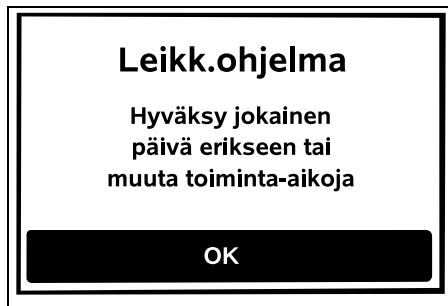 Leikk.ohjelma
Hyväksy jokainen
päivä erikseen tai
muuta toiminta-aikoja
OK